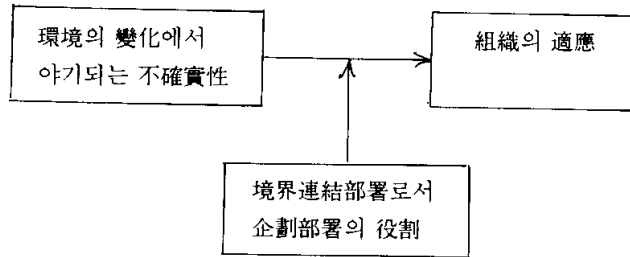 環境의 變化에서
야기되는 不確實性
組織의 適應
境界連結部署로서
企劃部署의 役割